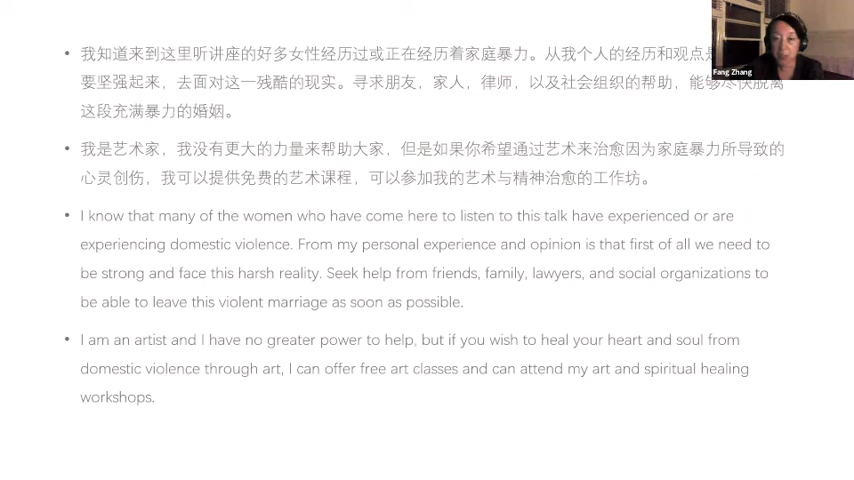 我知道来到这里听讲座的好多女性经历过或正在经历着家庭暴力。从我个人的经历和观点是
要坚强起来，去面对这一残酷的现实。寻求朋友，家人，律师，以及社会组织的帮助，能够尽快脱离
这段充满暴力的婚姻。
我是艺术家，我没有更大的力量来帮助大家，但是如果你希望通过艺术来治愈因为家庭暴力所导致的
心灵创伤，我可以提供免费的艺术课程，可以参加我的艺术与精神治愈的工作坊。
I know that many of the women who have come here to listen to this talk have experienced or are
experiencing domestic violence. From my personal experience and opinion is that first of all we need to
be strong and face this harsh reality. Seek help from friends, family, lawyers, and social organizations to
be able to leave this violent marriage as soon as possible.
I am an artist and I have no greater power to help, but if you wish to heal your heart and soul from
domestic violence through art, I can offer free art classes and can attend my art and spiritual healing
workshops.
Fang Zhang